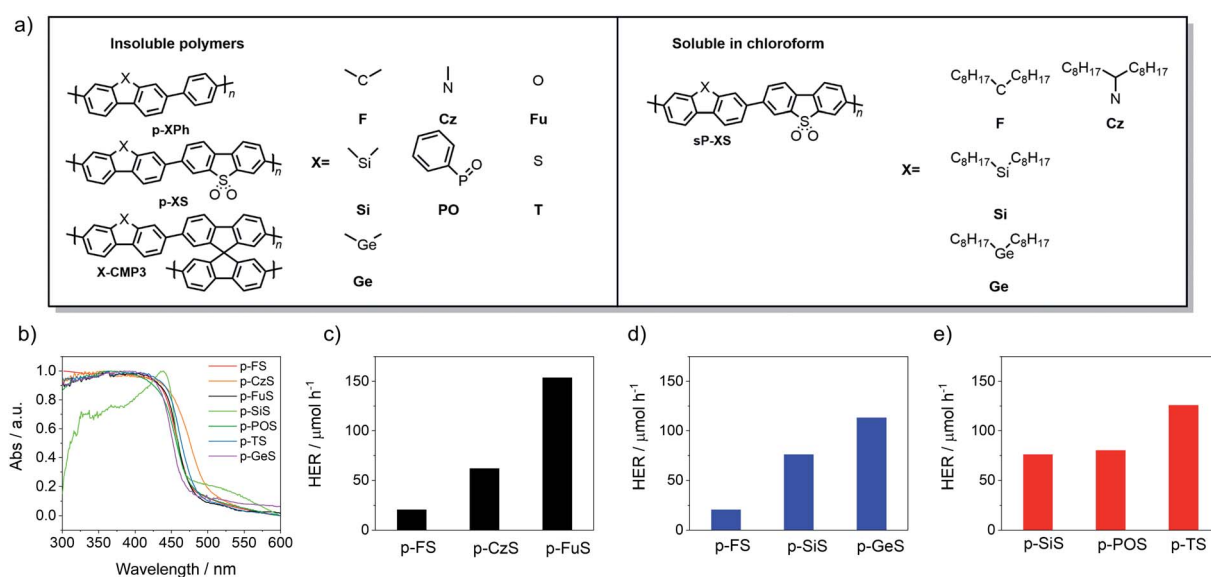 a)
Insoluble polymers
X
n
p-XPh
X
S
O O
n
p-XS
X
n
X-CMP3
X=
C
F
N
Cz
O
Fu
Si
Si
P
O
PO
S
T
Ge
Ge
Soluble in chloroform
X
S
O O
n
sP-XS
X=
C8H17 C8H17
C
F
C8H17 C8H17
N
Cz
C8H17 C8H17
Si
Si
C8H17 C8H17
Ge
Ge
b)
Abs / a.u.
1.0
0.8
0.6
0.4
0.2
0.0
300 350 400 450 500 550 600
Wavelength / nm
p-FS
p-CzS
p-FuS
p-SiS
p-POS
p-TS
p-GeS
c)
HER / μmol h-1
150
100
50
0
p-FS p-CzS p-FuS
d)
HER / μmol h-1
150
100
50
0
p-FS p-SiS p-GeS
e)
HER / μmol h-1
150
100
50
0
p-SiS p-POS p-TS